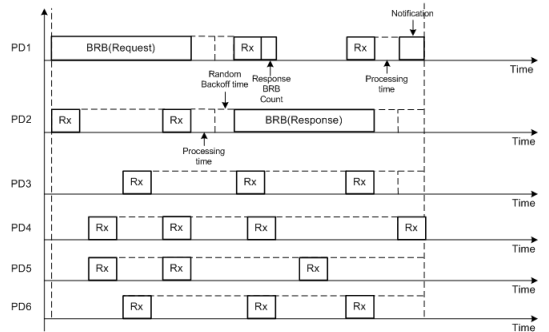 Notification
PD1
BRB(Request)
Rx
Rx
Time
Random
Backoff time
Response
BRB
Count
Processing
time
PD2
Rx
Rx
BRB(Response)
Time
Processing
time
PD3
Rx
Rx
Rx
Time
PD4
Rx
Rx
Rx
Rx
Time
PD5
Rx
Rx
Rx
Time
PD6
Rx
Rx
Rx
Time